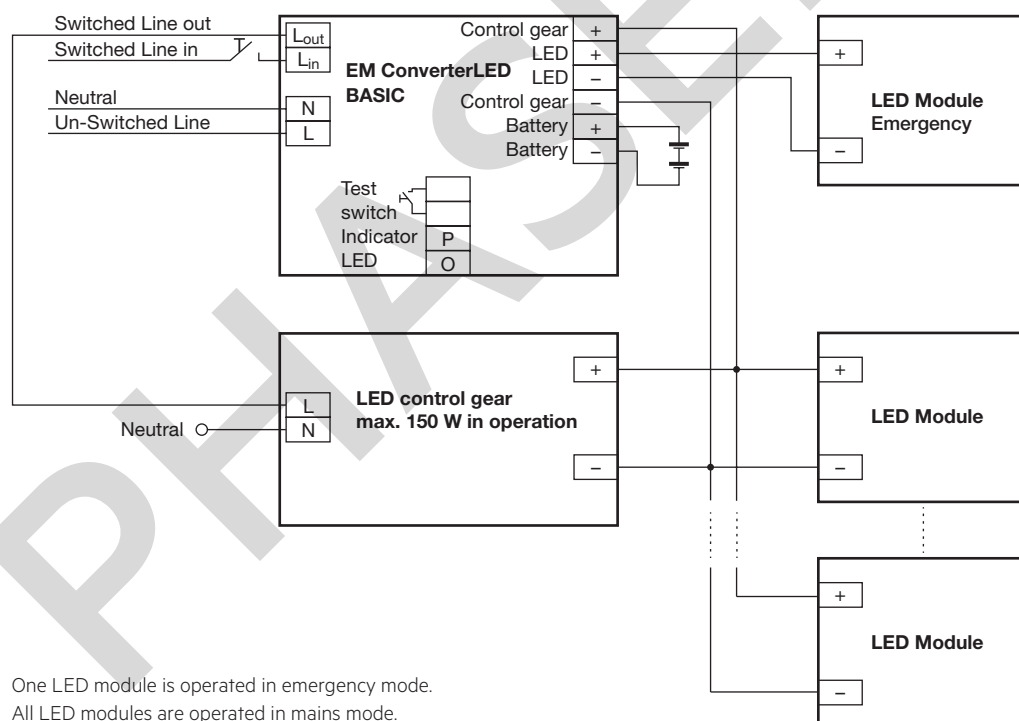 PHASE
Switched Line out
Switched Line in
Neutral
Un-Switched Line
Lout
Lin
N
L
EM ConverterLED
BASIC
Control gear +
LED +
LED −
Control gear −
Battery +
Battery −
Test
switch
Indicator P
LED O
+
−
LED Module
Emergency
L
N
Neutral
LED control gear
max. 150 W in operation
+
−
+
−
LED Module
+
−
LED Module
One LED module is operated in emergency mode.
All LED modules are operated in mains mode.